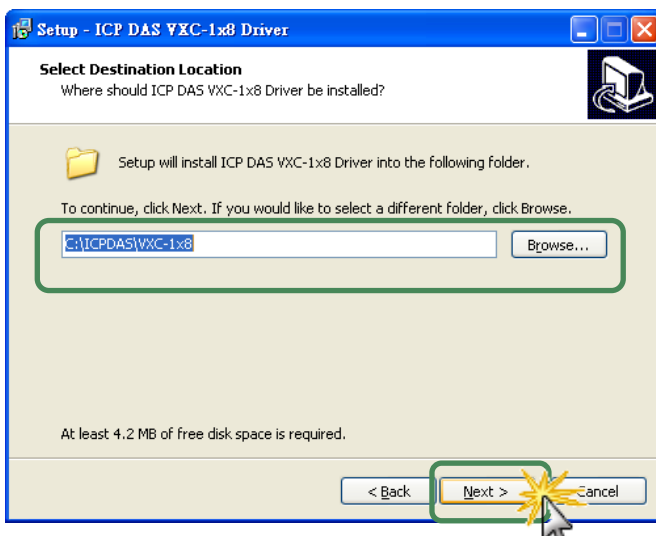 Setup - ICP DAS VXC-1x8 Driver
Select Destination Location
Where should ICP DAS VXC-1x8 Driver be installed?
Setup will install ICP DAS VXC-1x8 Driver into the following folder.
To continue, click Next. If you would like to select a different folder, click Browse.
C:\ICPDAS\VXC-1x8
Browse...
At least 4.2 MB of free disk space is required.
< Back
Next >
Cancel